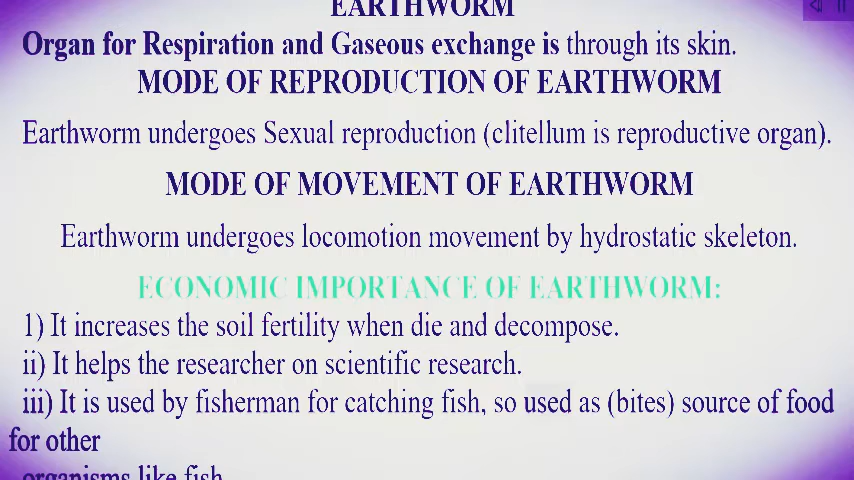 EARTHWORM
Organ for Respiration and Gaseous exchange is through its skin.
MODE OF REPRODUCTION OF EARTHWORM
Earthworm undergoes Sexual reproduction (clitellum is reproductive organ).
MODE OF MOVEMENT OF EARTHWORM
Earthworm undergoes locomotion movement by hydrostatic skeleton.
ECONOMIC IMPORTANCE OF EARTHWORM:
1) It increases the soil fertility when die and decompose.
ii) It helps the researcher on scientific research.
iii) It is used by fisherman for catching fish, so used as (bites) source of food
for other
organisms like fish